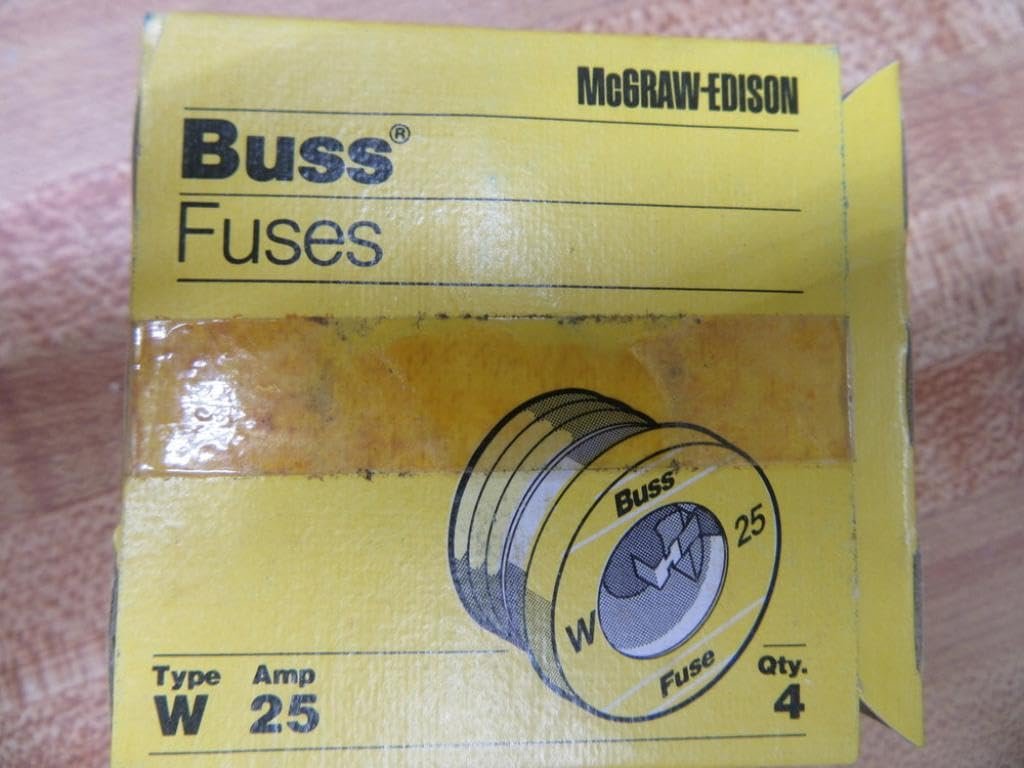 McGRAW-EDISON
Buss®
Fuses
Buss
25
W
Fuse
Type Amp Qty.
W 25 4